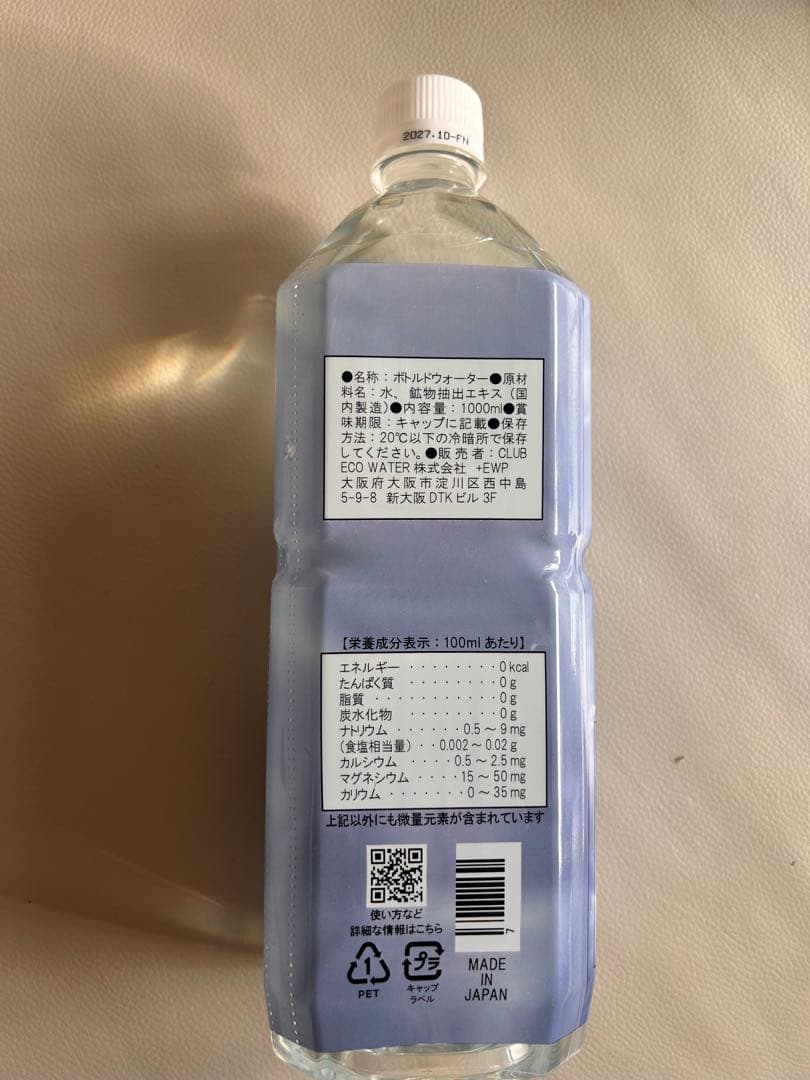 2027.10-FN
●名称：ボトルドウォーター●原材
料名：水、鉱物抽出エキス（国
内製造）●内容量：1000ml●賞
味期限：キャップに記載●保存
方法：20℃以下の冷暗所で保存
してください。●販売者：CLUB
ECO WATER 株式会社 +EWP
大阪府大阪市淀川区西中島
5-9-8 新大阪 DTK ビル 3F
【栄養成分表示：100ml あたり】
エネルギー ・・・・・・・・・0 kcal
たんぱく質 ・・・・・・・・・0 g
脂質 ・・・・・・・・・・・・0 g
炭水化物 ・・・・・・・・・・0 g
ナトリウム ・・・・・・0.5～9 mg
（食塩相当量）・・0.002～0.02 g
カルシウム ・・・・・0.5～2.5 mg
マグネシウム ・・・・15～50 mg
カリウム ・・・・・・・0～35 mg
上記以外にも微量元素が含まれています
使い方など
詳細な情報はこちら
7
1
PET
プラ
キャップ
ラベル
MADE
IN
JAPAN